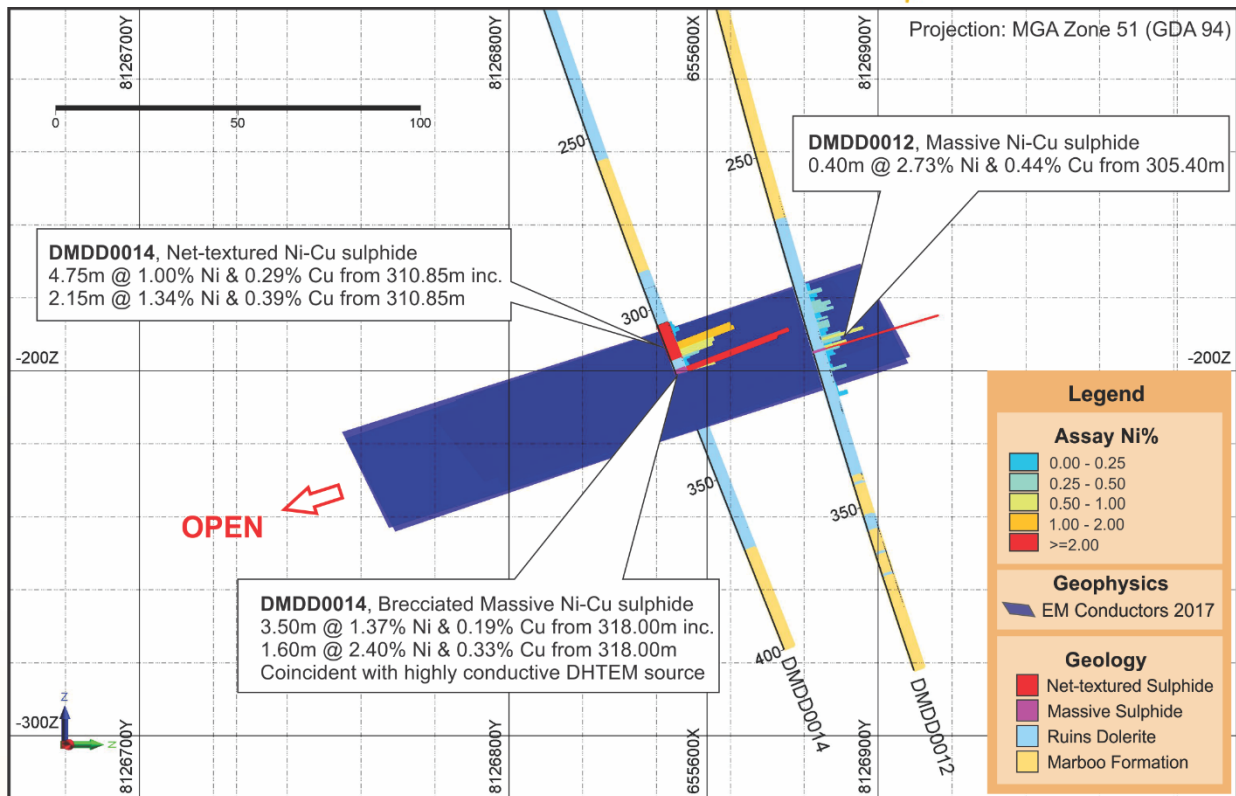 Projection: MGA Zone 51 (GDA 94)
8126700Y
8126800Y
655600X
8126900Y
0 50 100
250
250
DMDD0012, Massive Ni-Cu sulphide
0.40m @ 2.73% Ni & 0.44% Cu from 305.40m
DMDD0014, Net-textured Ni-Cu sulphide
4.75m @ 1.00% Ni & 0.29% Cu from 310.85m inc.
2.15m @ 1.34% Ni & 0.39% Cu from 310.85m
300
-200Z
-200Z
350
350
OPEN
DMDD0014, Brecciated Massive Ni-Cu sulphide
3.50m @ 1.37% Ni & 0.19% Cu from 318.00m inc.
1.60m @ 2.40% Ni & 0.33% Cu from 318.00m
Coincident with highly conductive DHTEM source
400
DMDD0014
DMDD0012
Legend
Assay Ni%
0.00 - 0.25
0.25 - 0.50
0.50 - 1.00
1.00 - 2.00
>=2.00
Geophysics
EM Conductors 2017
Geology
Net-textured Sulphide
Massive Sulphide
Ruins Dolerite
Marboo Formation
Z
N
-300Z
-300Z
8126700Y
8126800Y
655600X
8126900Y